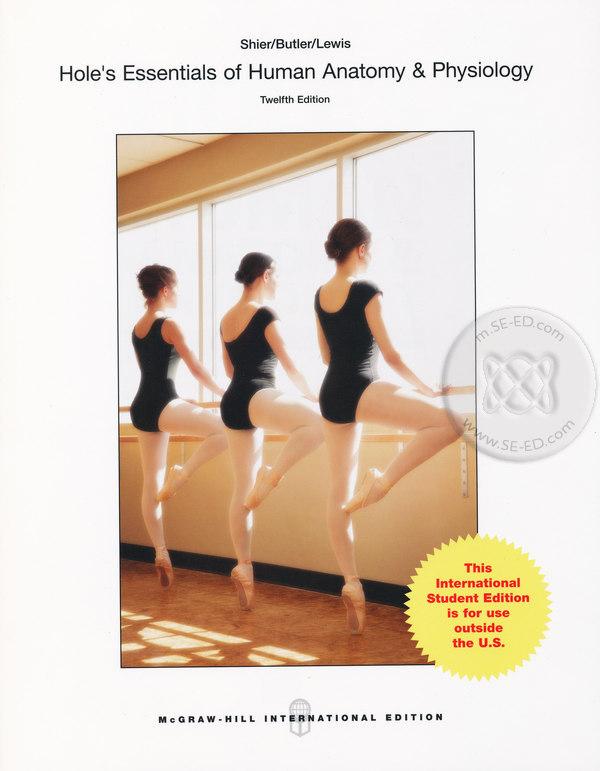 Shier/Butler/Lewis
Hole's Essentials of Human Anatomy & Physiology
Twelfth Edition
m.SE-ED.com
www.SE-ED.com
This
International
Student Edition
is for use
outside
the U.S.
McGRAW-HILL INTERNATIONAL EDITION